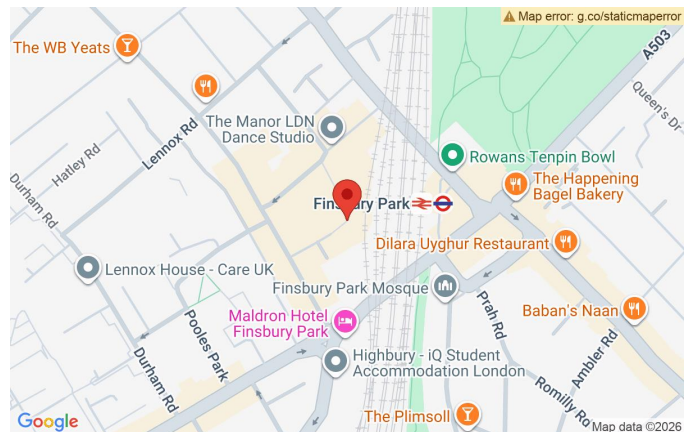 Map error: g.co/staticmaperror
The WB Yeats
A503
Queen's Dr
The Manor LDN
Dance Studio
Lennox Rd
Hatley Rd
Rowans Tenpin Bowl
Durham Rd
The Happening
Bagel Bakery
Finsbury Park
Dilara Uyghur Restaurant
Lennox House - Care UK
Finsbury Park Mosque
Maldron Hotel
Finsbury Park
Prah Rd
Baban's Naan
Pooles Park
Ambler Rd
Durham Rd
Highbury - iQ Student
Accommodation London
Romilly Rd
The Plimsoll
Google
Map data ©2026